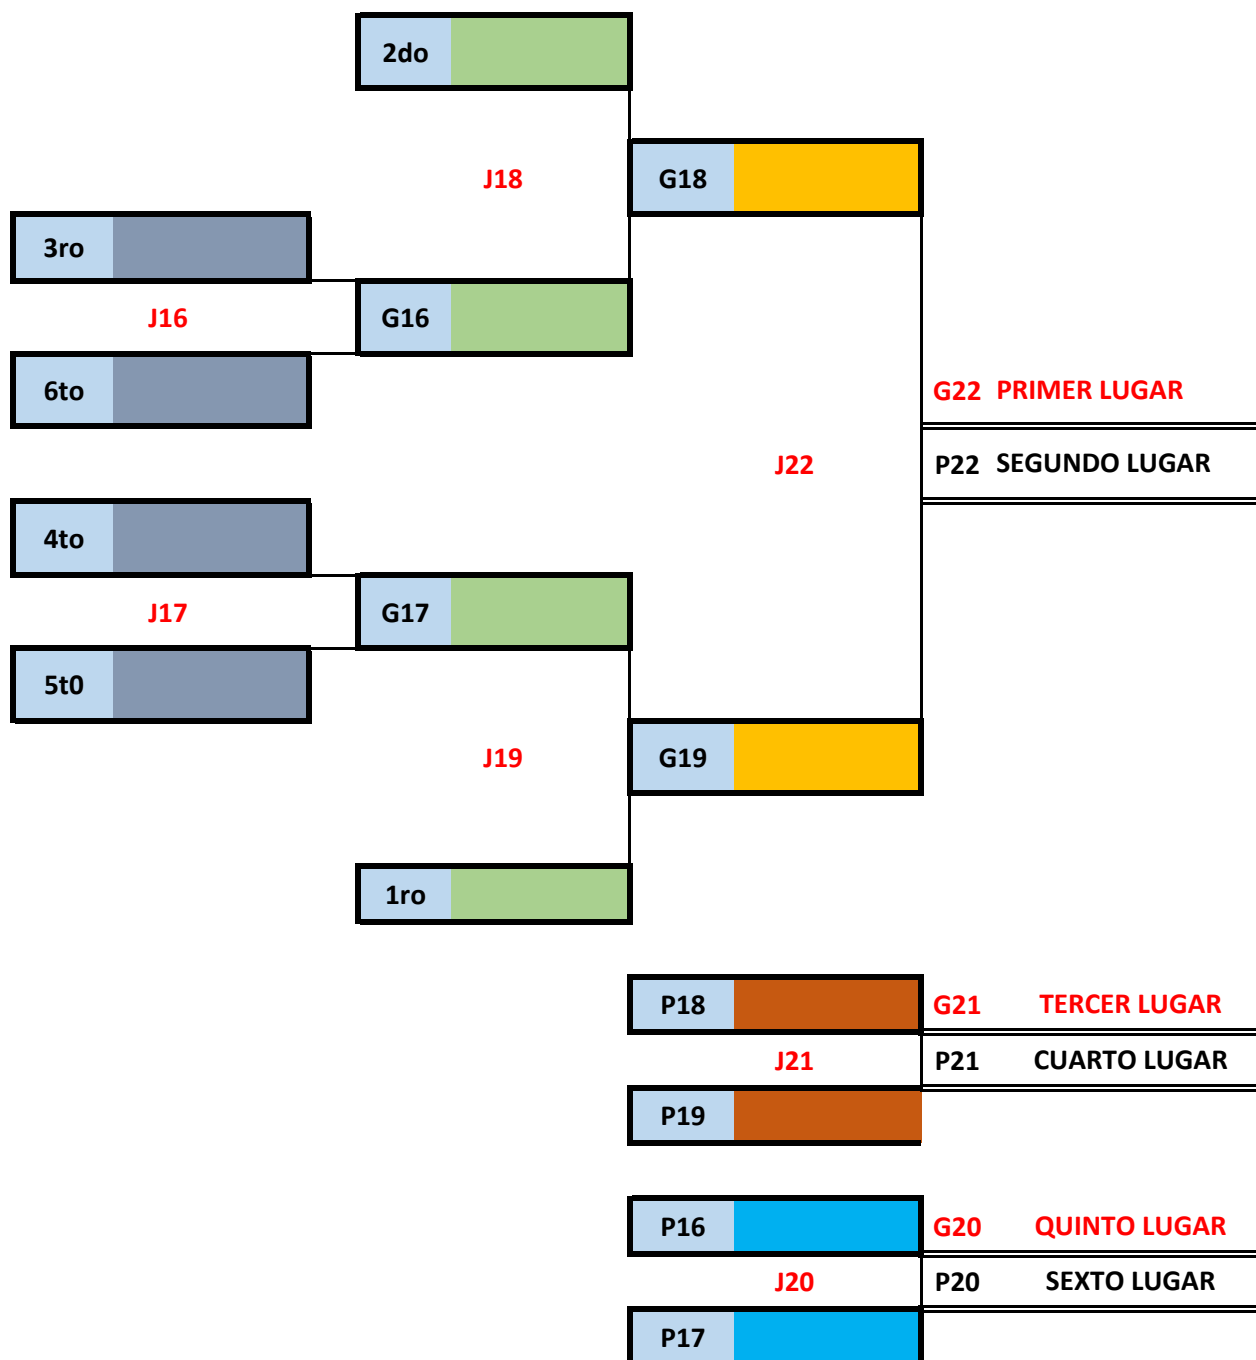 2do
J18
G18
3ro
J16
G16
6to
G22 PRIMER LUGAR
J22
P22 SEGUNDO LUGAR
4to
J17
G17
5t0
J19
G19
1ro
P18
G21 TERCER LUGAR
J21
P21 CUARTO LUGAR
P19
P16
G20 QUINTO LUGAR
J20
P20 SEXTO LUGAR
P17